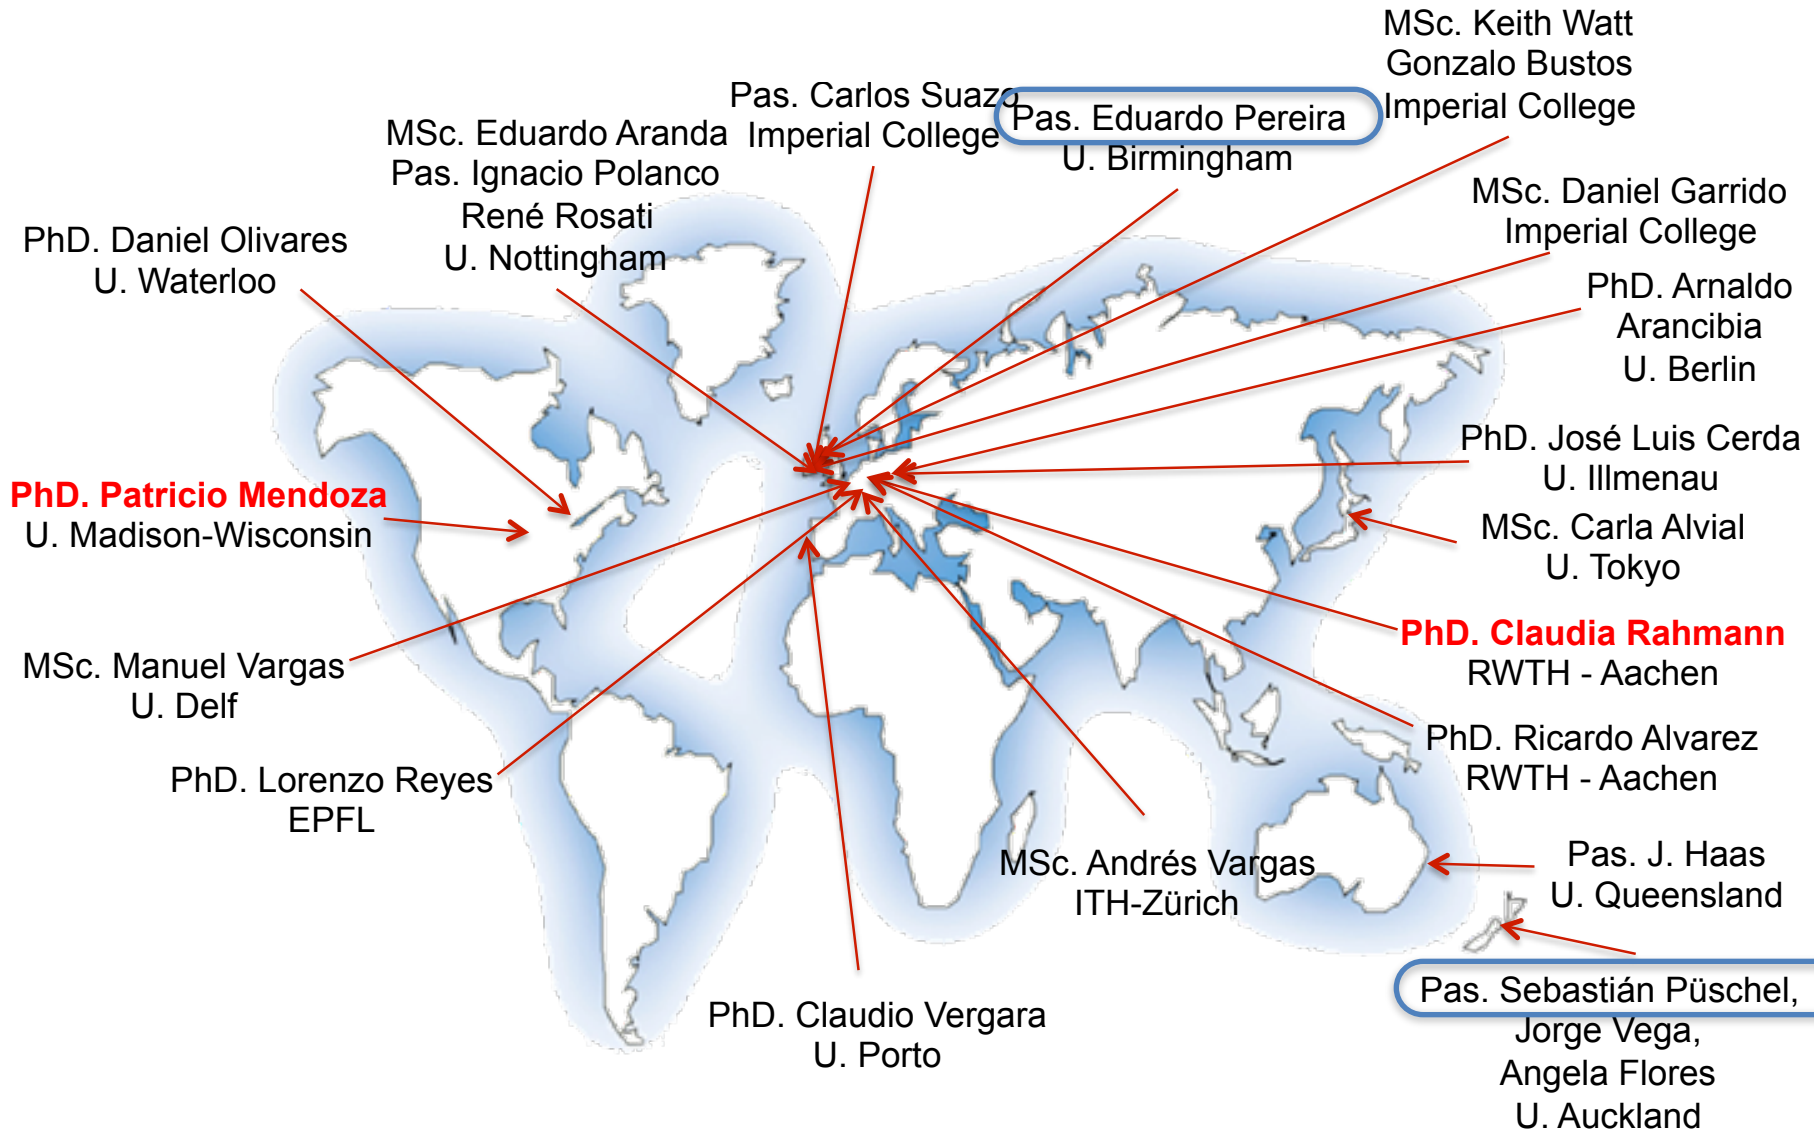 MSc. Keith Watt
Gonzalo Bustos
Imperial College
Pas. Carlos Suazo
Imperial College
Pas. Eduardo Pereira
U. Birmingham
MSc. Eduardo Aranda
Pas. Ignacio Polanco
René Rosati
U. Nottingham
MSc. Daniel Garrido
Imperial College
PhD. Daniel Olivares
U. Waterloo
PhD. Arnaldo
Arancibia
U. Berlin
PhD. José Luis Cerda
U. Illmenau
PhD. Patricio Mendoza
U. Madison-Wisconsin
MSc. Carla Alvial
U. Tokyo
PhD. Claudia Rahmann
RWTH - Aachen
MSc. Manuel Vargas
U. Delf
PhD. Ricardo Alvarez
RWTH - Aachen
PhD. Lorenzo Reyes
EPFL
MSc. Andrés Vargas
ITH-Zürich
Pas. J. Haas
U. Queensland
PhD. Claudio Vergara
U. Porto
Pas. Sebastián Püschel,
Jorge Vega,
Angela Flores
U. Auckland